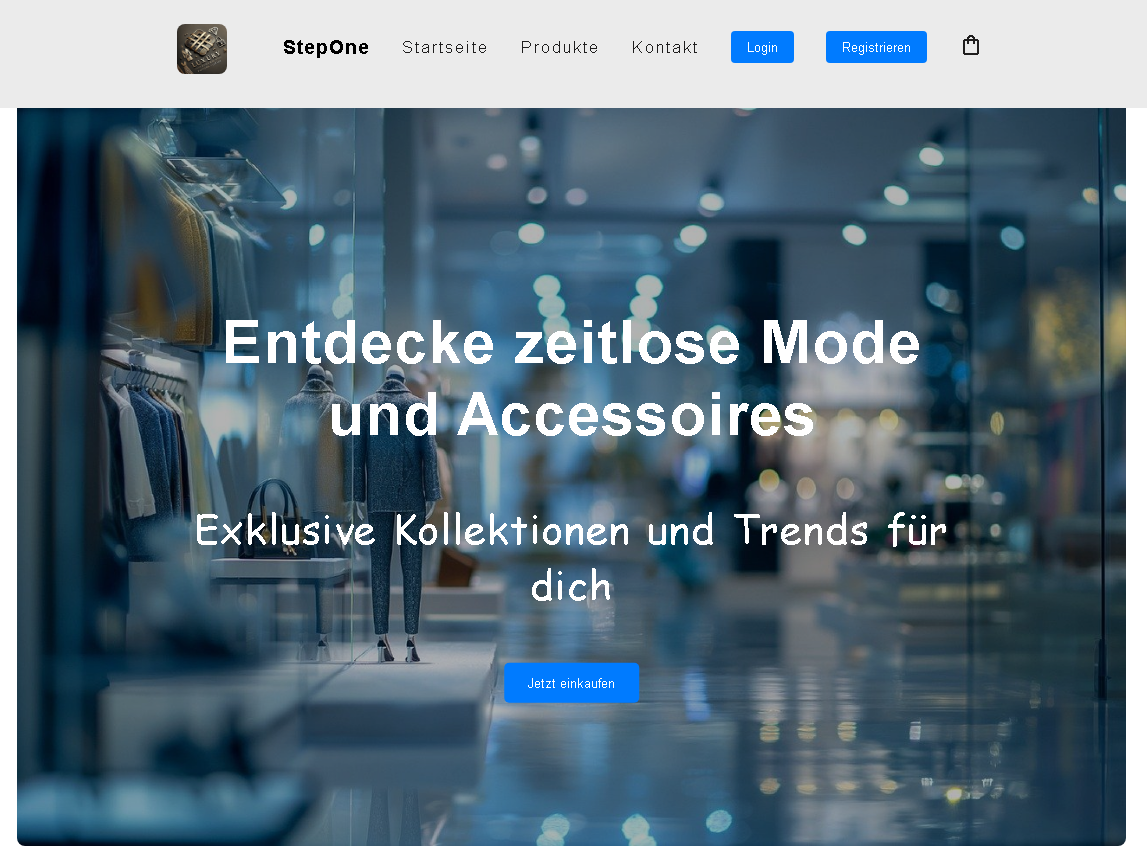 LUXURY
StepOne Startseite Produkte Kontakt Login Registrieren
Entdecke zeitlose Mode
und Accessoires
Exklusive Kollektionen und Trends für
dich
Jetzt einkaufen